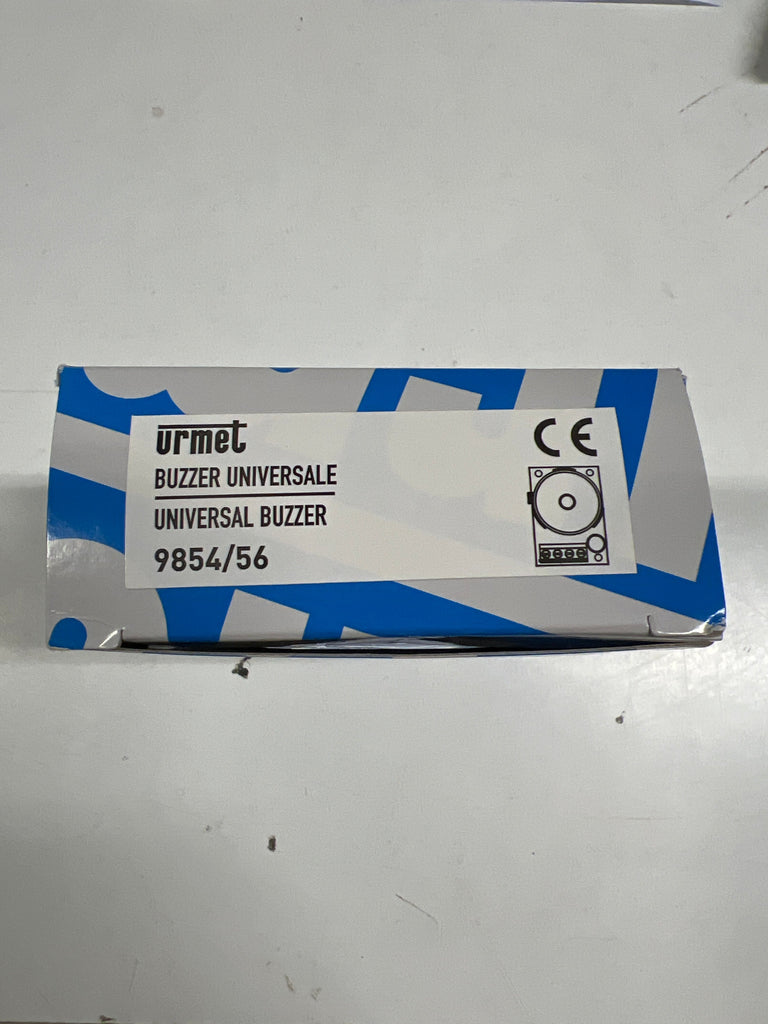 urmet
BUZZER UNIVERSALE
UNIVERSAL BUZZER
9854/56
CE